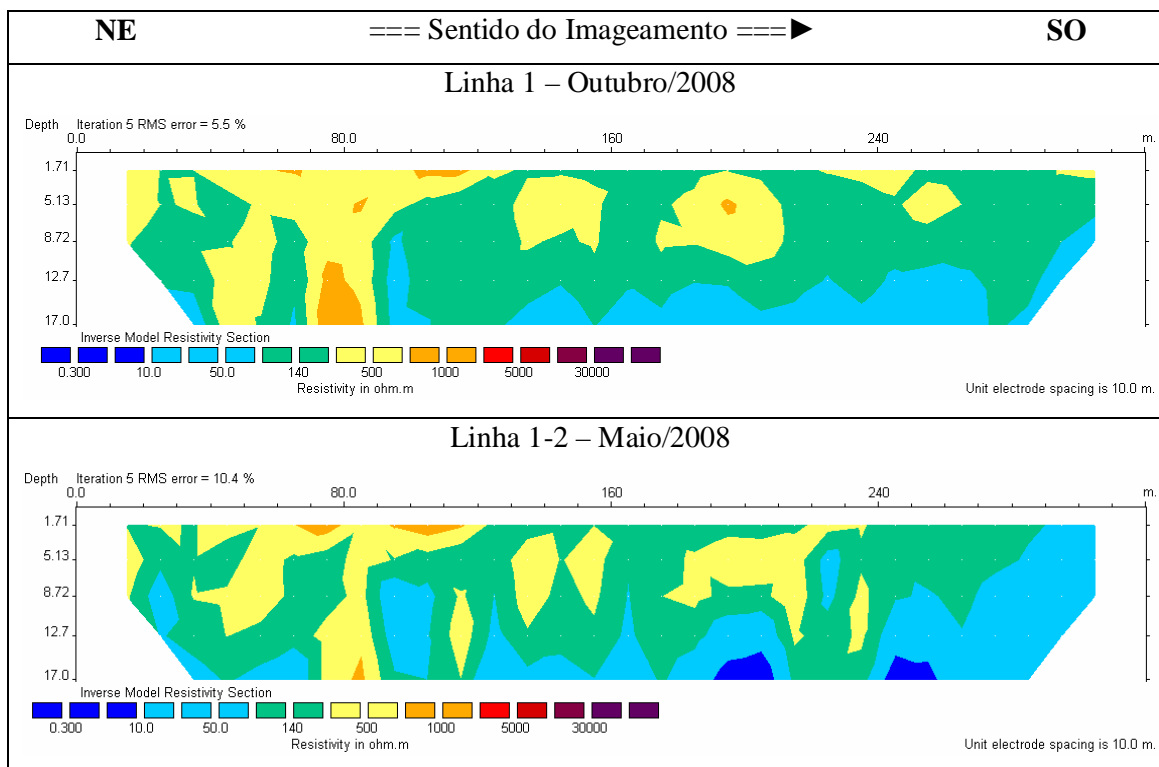 NE === Sentido do Imageamento ===► SO
Linha 1 – Outubro/2008
Depth Iteration 5 RMS error = 5.5 %
0.0 80.0 160 240 m.
1.71
5.13
8.72
12.7
17.0
Inverse Model Resistivity Section
0.300 10.0 50.0 140 500 1000 5000 30000
Resistivity in ohm.m Unit electrode spacing is 10.0 m.
Linha 1-2 – Maio/2008
Depth Iteration 5 RMS error = 10.4 %
0.0 80.0 160 240 m.
1.71
5.13
8.72
12.7
17.0
Inverse Model Resistivity Section
0.300 10.0 50.0 140 500 1000 5000 30000
Resistivity in ohm.m Unit electrode spacing is 10.0 m.